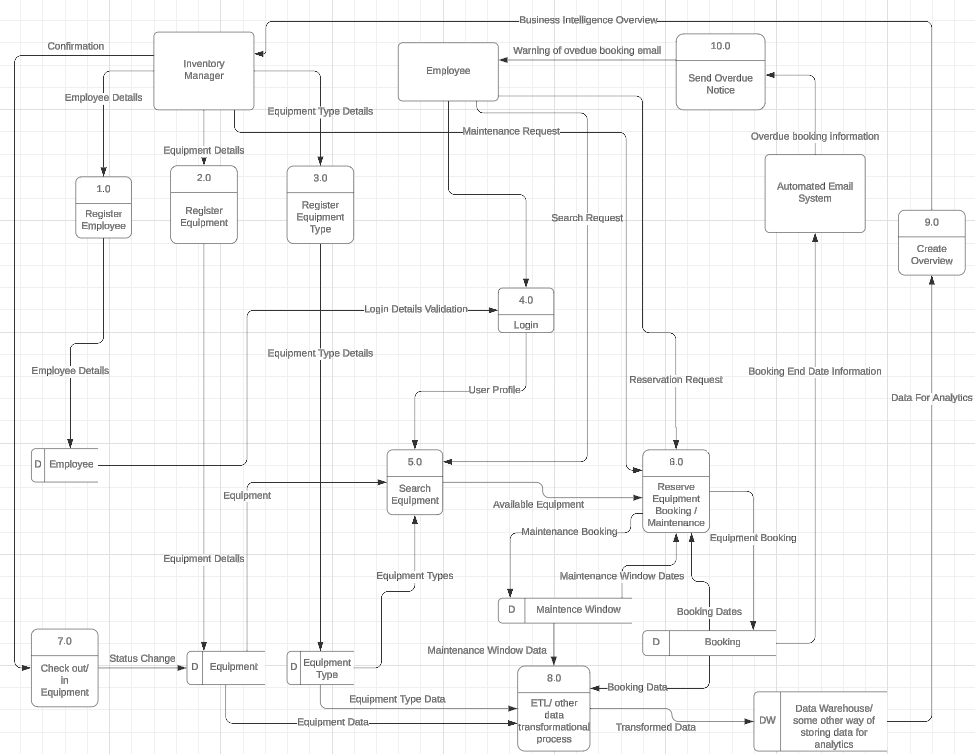 Business Intelligence Overview
Confirmation
Inventory
Manager
Employee
Warning of ovedue booking email
10.0
Send Overdue
Notice
Employee Details
Equipment Type Details
Maintenance Request
Overdue booking Information
Equipment Details
1.0
Register
Employee
2.0
Register
Equipment
3.0
Register
Equipment
Type
Automated Email
System
Search Request
9.0
Create
Overview
4.0
Login
Login Details Validation
Equipment Type Details
Employee Details
User Profile
Reservation Request
Booking End Date Information
Data For Analytics
D Employee
5.0
Search
Equipment
6.0
Reserve
Equipment
Booking /
Maintenance
Equipment
Available Equipment
Maintenance Booking
Equipment Booking
Equipment Details
Equipment Types
Maintenance Window Dates
D Maintence Window
Booking Dates
D Booking
7.0
Check out/
in
Equipment
Status Change
D Equipment
D Equipment
Type
Maintenance Window Data
8.0
ETL/ other
data
transformational
process
Booking Data
Equipment Type Data
Equipment Data
Transformed Data
DW Data Warehouse/
some other way of
storing data for
analytics